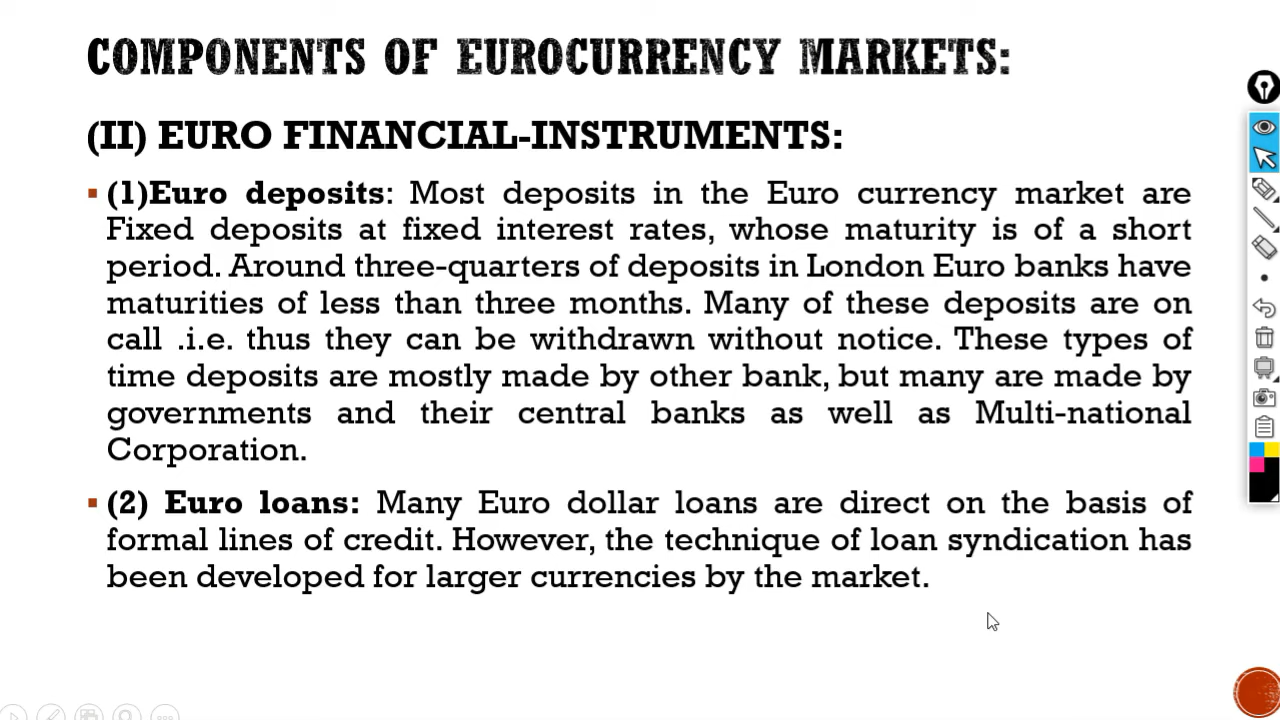 COMPONENTS OF EUROCURRENCY MARKETS:
(II) EURO FINANCIAL-INSTRUMENTS:
▪ (1)Euro deposits: Most deposits in the Euro currency market are
Fixed deposits at fixed interest rates, whose maturity is of a short
period. Around three-quarters of deposits in London Euro banks have
maturities of less than three months. Many of these deposits are on
call .i.e. thus they can be withdrawn without notice. These types of
time deposits are mostly made by other bank, but many are made by
governments and their central banks as well as Multi-national
Corporation.
▪ (2) Euro loans: Many Euro dollar loans are direct on the basis of
formal lines of credit. However, the technique of loan syndication has
been developed for larger currencies by the market.